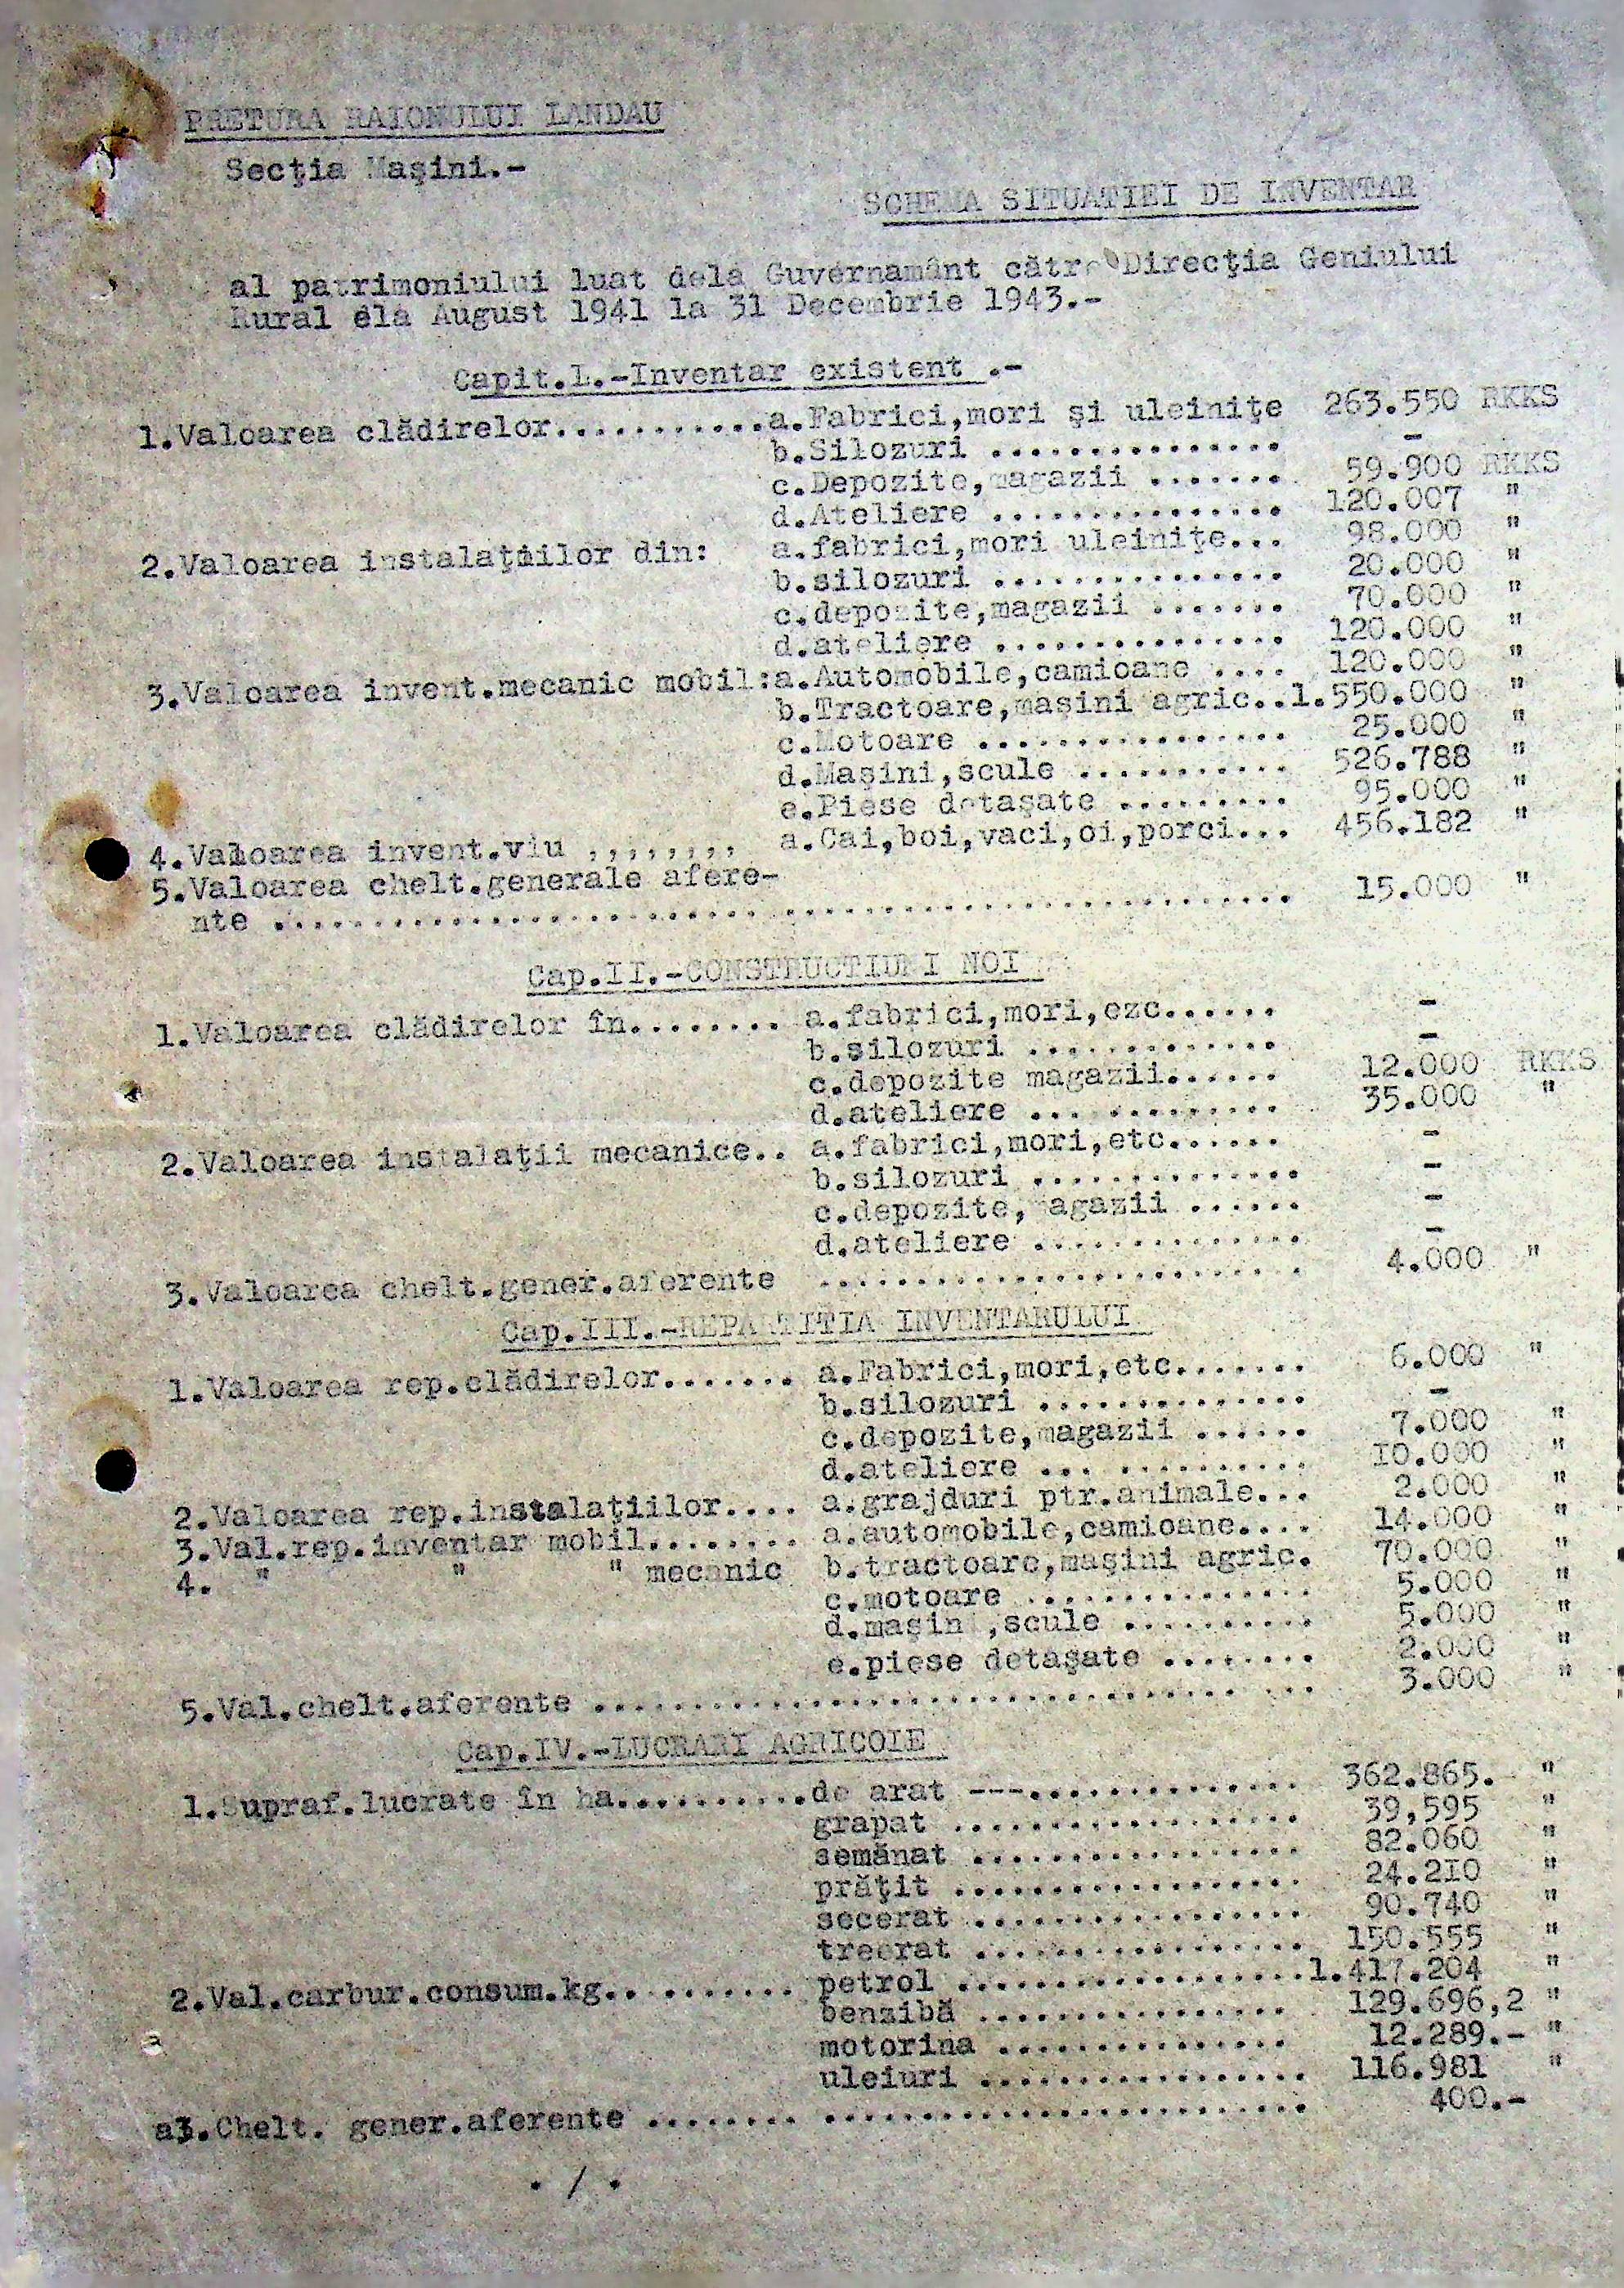 PRETURA RAIONULUI LANDAU
Secţia Maşini.-
SCHEMA SITUATIEI DE INVENTAR
al patrimoniului luat dela Guvernamânt către Direcţia Geniului
Rural ela August 1941 la 31 Decembrie 1943.-
Capit.I.-Inventar existent .-
1.Valoarea clădirelor...........a.Fabrici,mori şi uleiniţe 263.550 RKKS
b.Silozuri ............... -
c.Depozite,magazii ....... 59.900 RKKS
d.Ateliere ............... 120.007 "
2.Valoarea instalaţiilor din: a.fabrici,mori uleiniţe... 98.000 "
b.silozuri ............... 20.000 "
c.depozite,magazii ....... 70.000 "
d.ateliere ............... 120.000 "
3.Valoarea invent.mecanic mobil:a.Automobile,camioane .... 120.000 "
b.Tractoare,maşini agric..1.550.000 "
c.Motoare ................ 25.000 "
d.Maşini,scule ........... 526.788 "
e.Piese detaşate ......... 95.000 "
4.Valoarea invent.viu ,,,,,,,, a.Cai,boi,vaci,oi,porci... 456.182 "
5.Valoarea chelt.generale afere-
nte .................................................... 15.000 "
Cap.II.-CONSTRUCTIUNI NOI
1.Valoarea clădirelor în........ a.fabrici,mori,ezc...... -
b.silozuri ............. -
c.depozite magazii...... 12.000 RKKS
d.ateliere ... ......... 35.000 "
2.Valoarea instalaţii mecanice.. a.fabrici,mori,etc...... -
b.silozuri .............. -
c.depozite,magazii ...... -
d.ateliere .............. -
3.Valoarea chelt.gener.aferente ........................ 4.000 "
Cap.III.-REPARTITIA INVENTARULUI
1.Valoarea rep.clădirelor....... a.Fabrici,mori,etc....... 6.000 "
b.silozuri .............. -
c.depozite,magazii ...... 7.000 "
d.ateliere ... .......... 10.000 "
2.Valoarea rep.instalaţiilor.... a.grajduri ptr.animale... 2.000 "
3.Val.rep.inventar mobil........ a.automobile,camioane.... 14.000 "
4. " " " mecanic b.tractoare,maşini agric. 70.000 "
c.motoare ............... 5.000 "
d.maşin ,scule .......... 5.000 "
e.piese detaşate ........ 2.000 "
5.Val.chelt.aferente ................................ ... 3.000 "
Cap.IV.-LUCRARI AGRICOLE
1.Supraf.lucrate în ha..........de arat ---.............. 362.865.- "
grapat .................. 39,595 "
semănat ................. 82.060 "
prăţit .................. 24.210 "
secerat ................. 90.740 "
treerat ................. 150.555 "
2.Val.carbur.consum.kg.. ....... petrol ..................1.417.204 "
benzibă ................ 129.696,2 "
motorina ............... 12.289.- "
uleiuri ................. 116.981 "
a3.Chelt. gener.aferente ........ ......................... 400.-
. / .